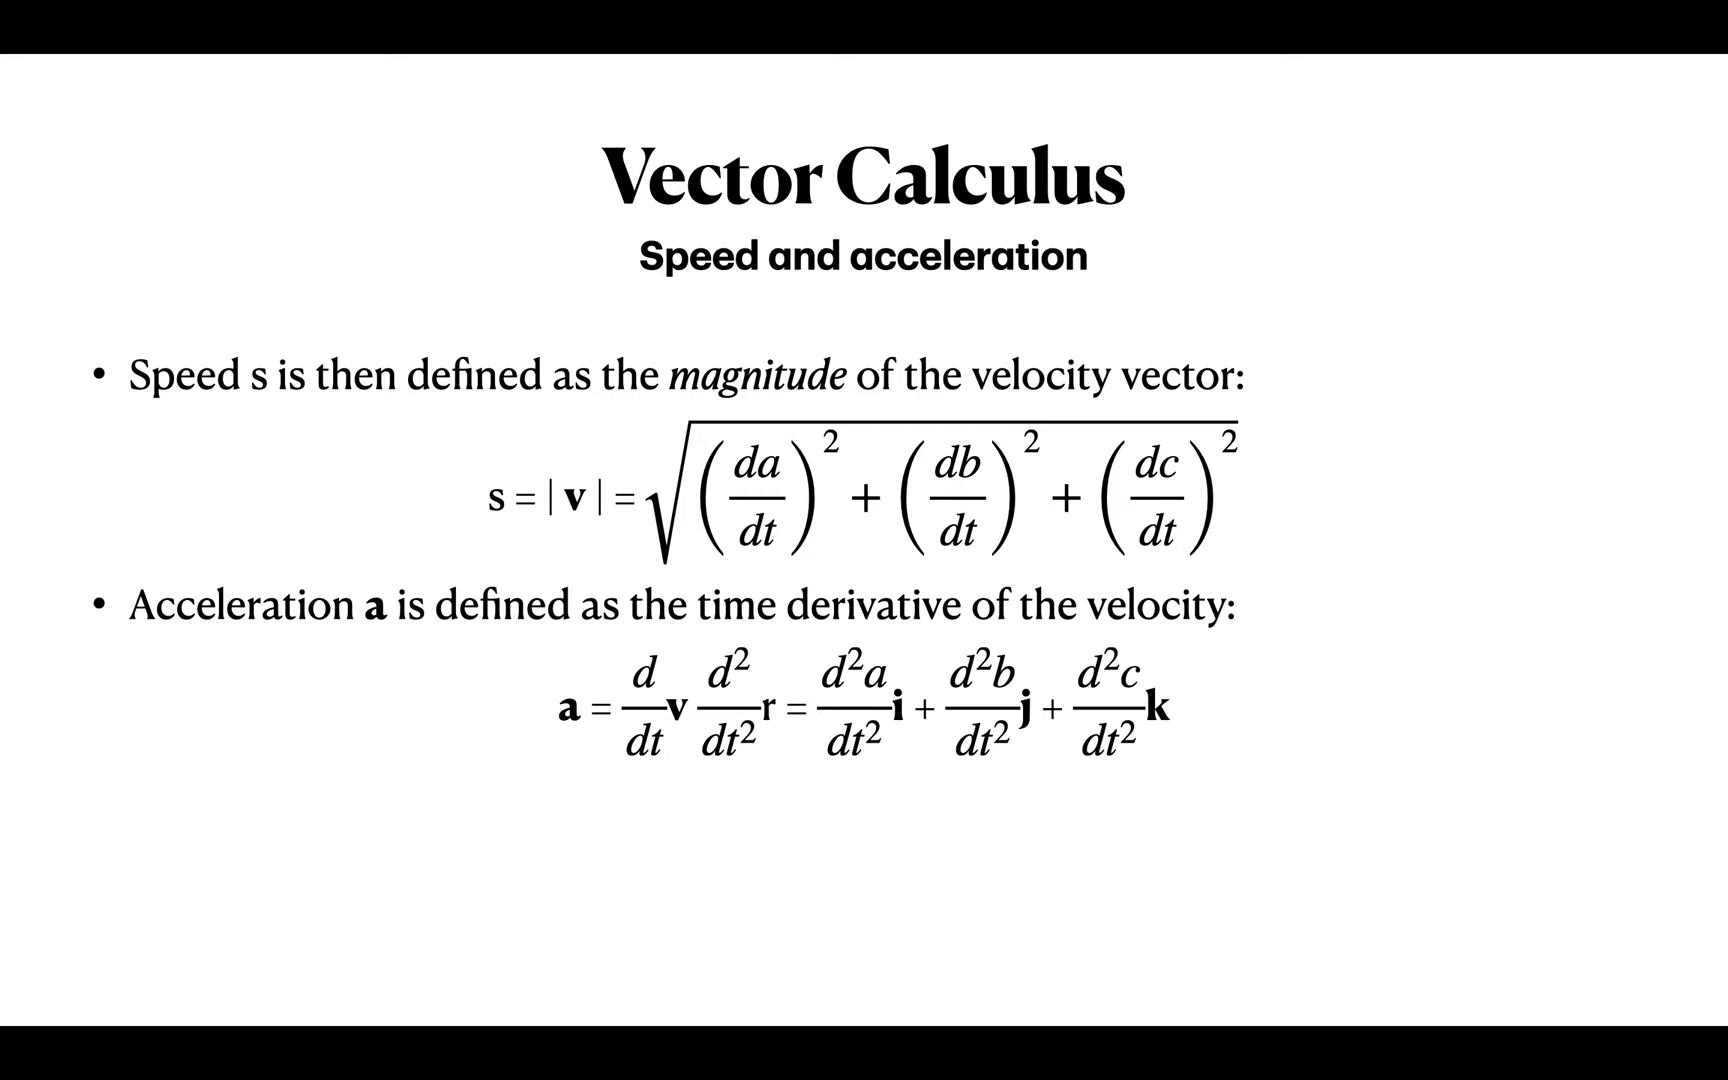 Vector Calculus
Speed and acceleration
• Speed s is then defined as the magnitude of the velocity vector:
s = | v | = √((da/dt)² + (db/dt)² + (dc/dt)²)
• Acceleration a is defined as the time derivative of the velocity:
a = d/dt v d²/dt² r = d²a/dt² i + d²b/dt² j + d²c/dt² k